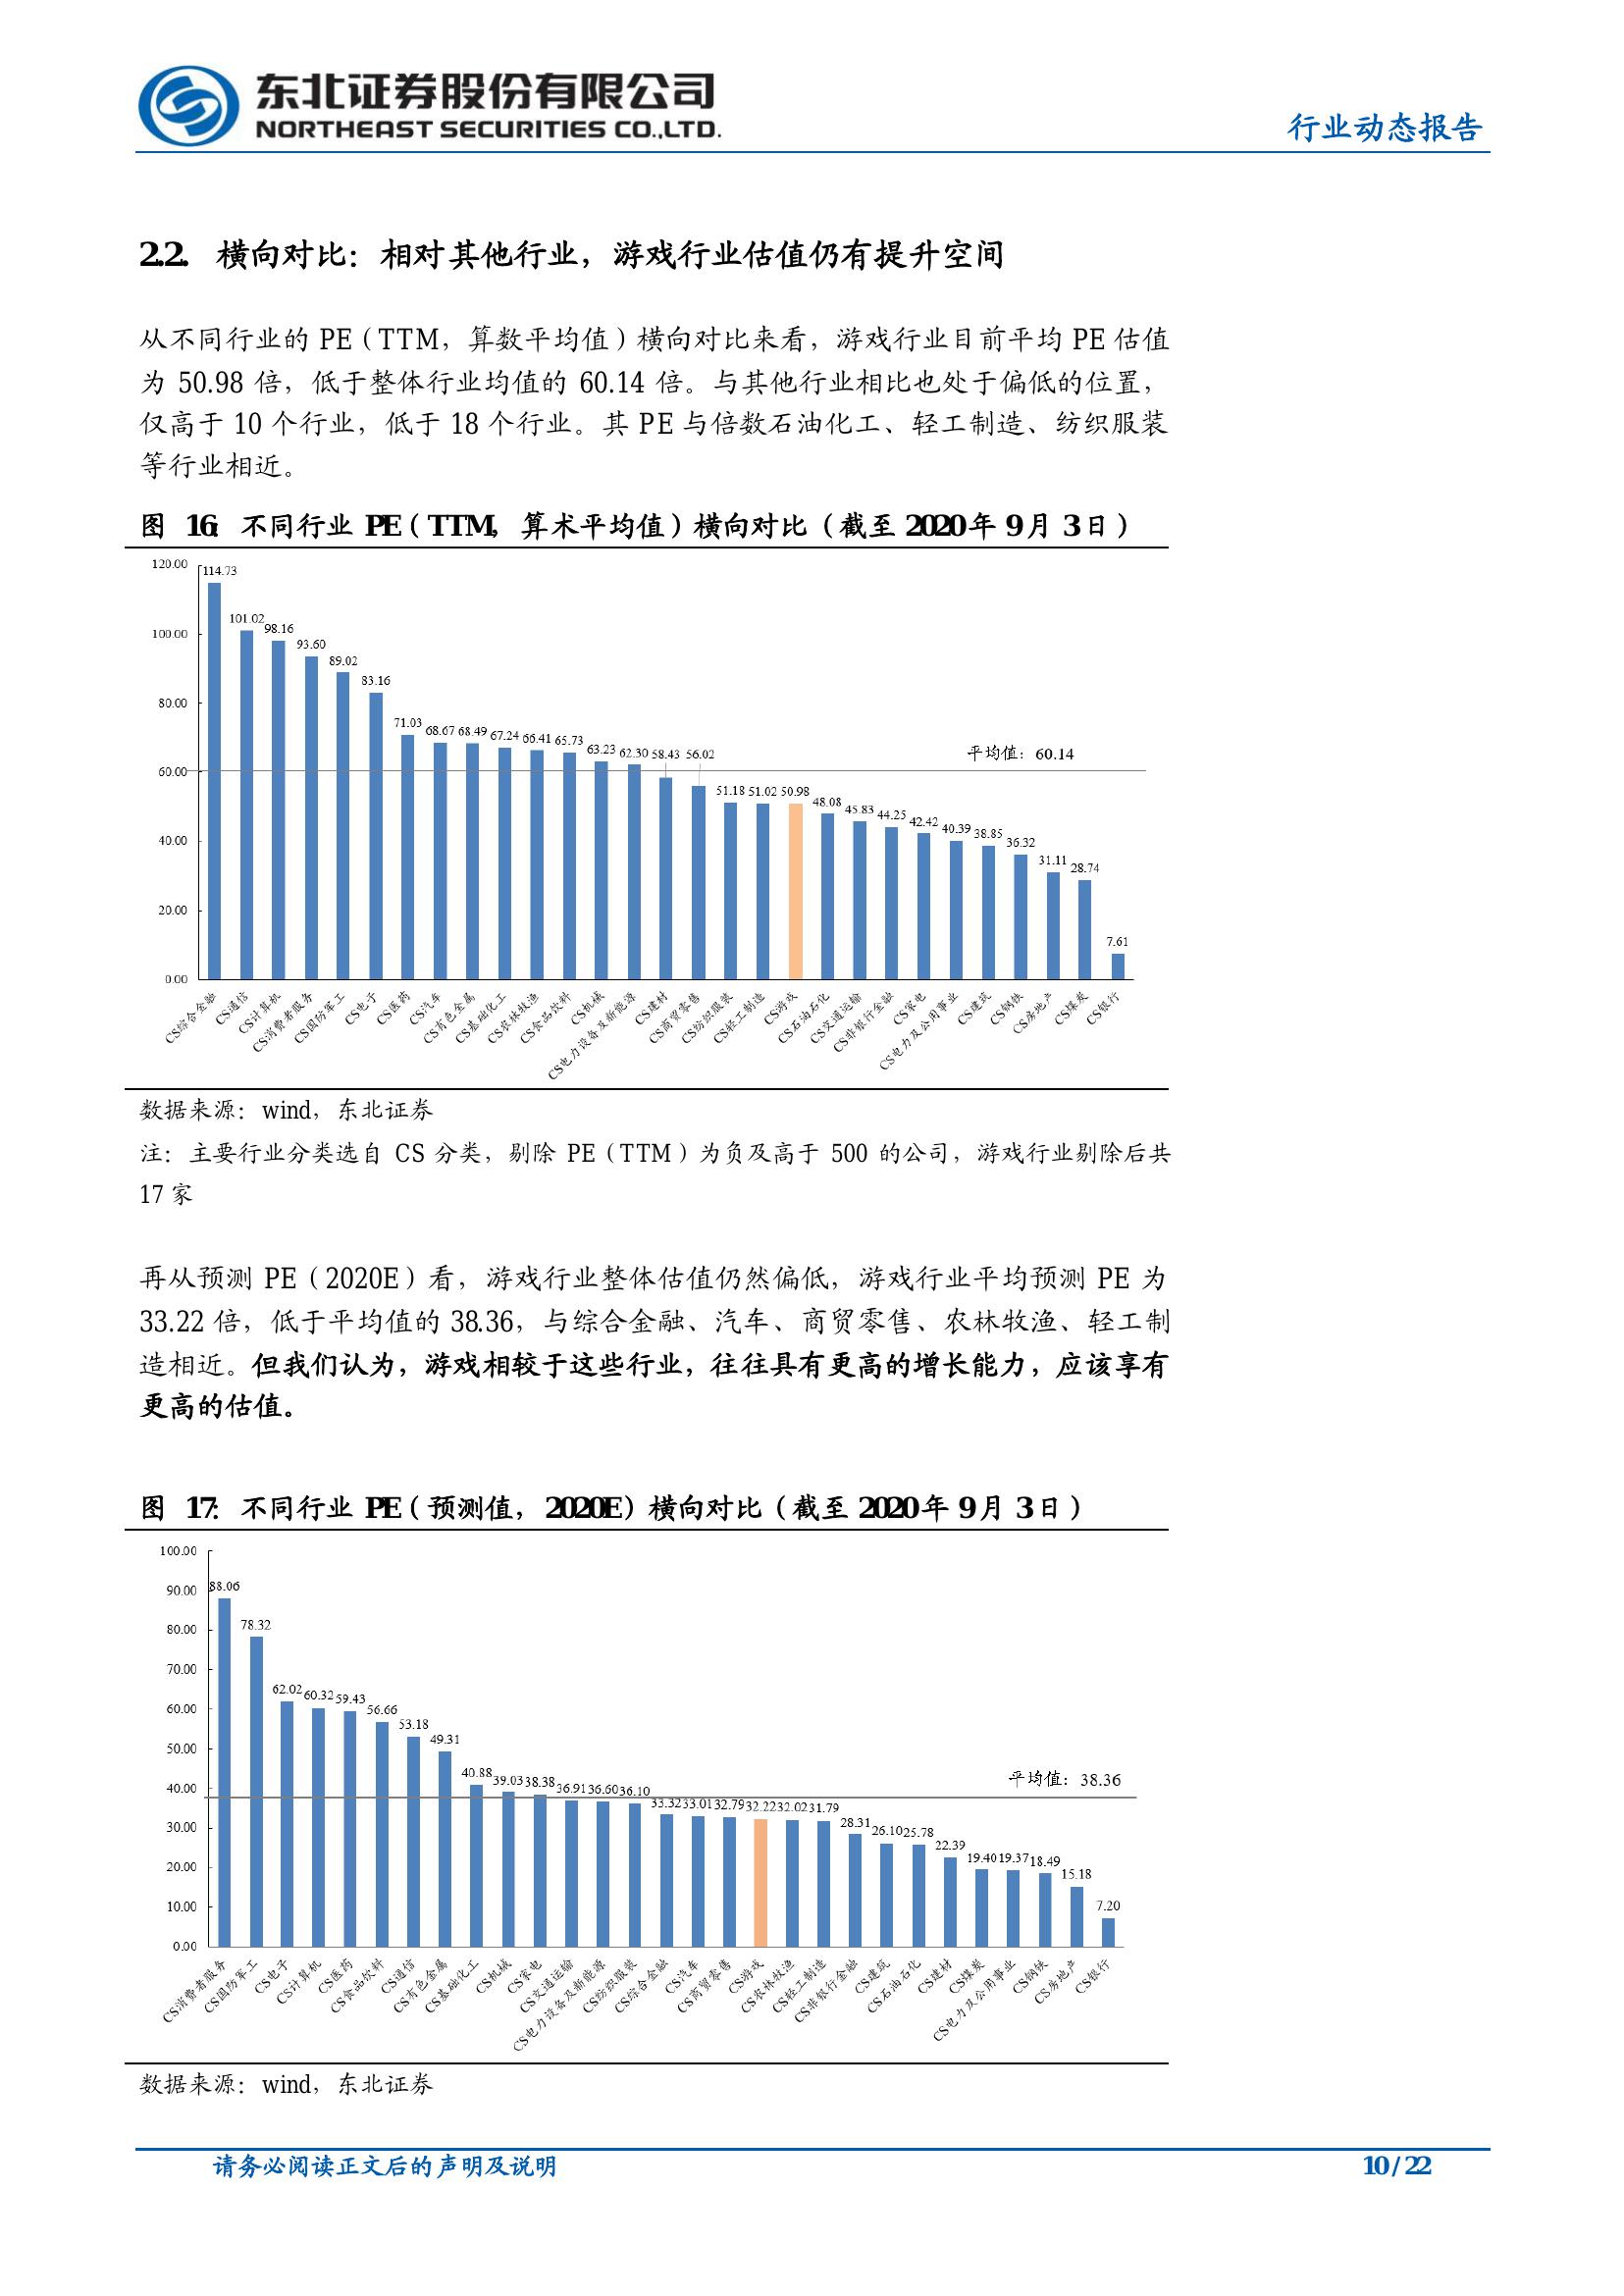 东北证券股份有限公司
NORTHEAST SECURITIES CO.,LTD.
行业动态报告
2.2. 横向对比：相对其他行业，游戏行业估值仍有提升空间
从不同行业的 PE（TTM，算数平均值）横向对比来看，游戏行业目前平均 PE 估值
为 50.98 倍，低于整体行业均值的 60.14 倍。与其他行业相比也处于偏低的位置，
仅高于 10 个行业，低于 18 个行业。其 PE 与倍数石油化工、轻工制造、纺织服装
等行业相近。
图 16：不同行业 PE（TTM，算术平均值）横向对比（截至 2020 年 9 月 3 日）
120.00
100.00
80.00
60.00
40.00
20.00
0.00
114.73 101.02 98.16 93.60 89.02 83.16 71.03 68.67 68.49 67.24 66.41 65.73 63.23 62.30 58.43 56.02 51.18 51.02 50.98 48.08 45.83 44.25 42.42 40.39 38.85 36.32 31.11 28.74 7.61
平均值：60.14
CS综合金融 CS通信 CS计算机 CS消费者服务 CS国防军工 CS电子 CS医药 CS汽车 CS有色金属 CS基础化工 CS农林牧渔 CS食品饮料 CS机械 CS电力设备及新能源 CS建材 CS商贸零售 CS纺织服装 CS轻工制造 CS游戏 CS石油石化 CS交通运输 CS非银行金融 CS家电 CS电力及公用事业 CS建筑 CS钢铁 CS房地产 CS煤炭 CS银行
数据来源：wind，东北证券
注：主要行业分类选自 CS 分类，剔除 PE（TTM）为负及高于 500 的公司，游戏行业剔除后共
17 家
再从预测 PE（2020E）看，游戏行业整体估值仍然偏低，游戏行业平均预测 PE 为
33.22 倍，低于平均值的 38.36，与综合金融、汽车、商贸零售、农林牧渔、轻工制
造相近。但我们认为，游戏相较于这些行业，往往具有更高的增长能力，应该享有
更高的估值。
图 17：不同行业 PE（预测值，2020E）横向对比（截至 2020 年 9 月 3 日）
100.00
90.00
80.00
70.00
60.00
50.00
40.00
30.00
20.00
10.00
0.00
88.06 78.32 62.02 60.32 59.43 56.66 53.18 49.31 40.88 39.03 38.38 36.91 36.60 36.10 33.32 33.01 32.79 32.22 32.02 31.79 28.31 26.10 25.78 22.39 19.40 19.37 18.49 15.18 7.20
平均值：38.36
CS消费者服务 CS国防军工 CS电子 CS计算机 CS医药 CS食品饮料 CS通信 CS有色金属 CS基础化工 CS机械 CS家电 CS交通运输 CS电力设备及新能源 CS纺织服装 CS综合金融 CS汽车 CS商贸零售 CS游戏 CS农林牧渔 CS轻工制造 CS非银行金融 CS建筑 CS石油石化 CS建材 CS煤炭 CS电力及公用事业 CS钢铁 CS房地产 CS银行
数据来源：wind，东北证券
请务必阅读正文后的声明及说明
10 / 22